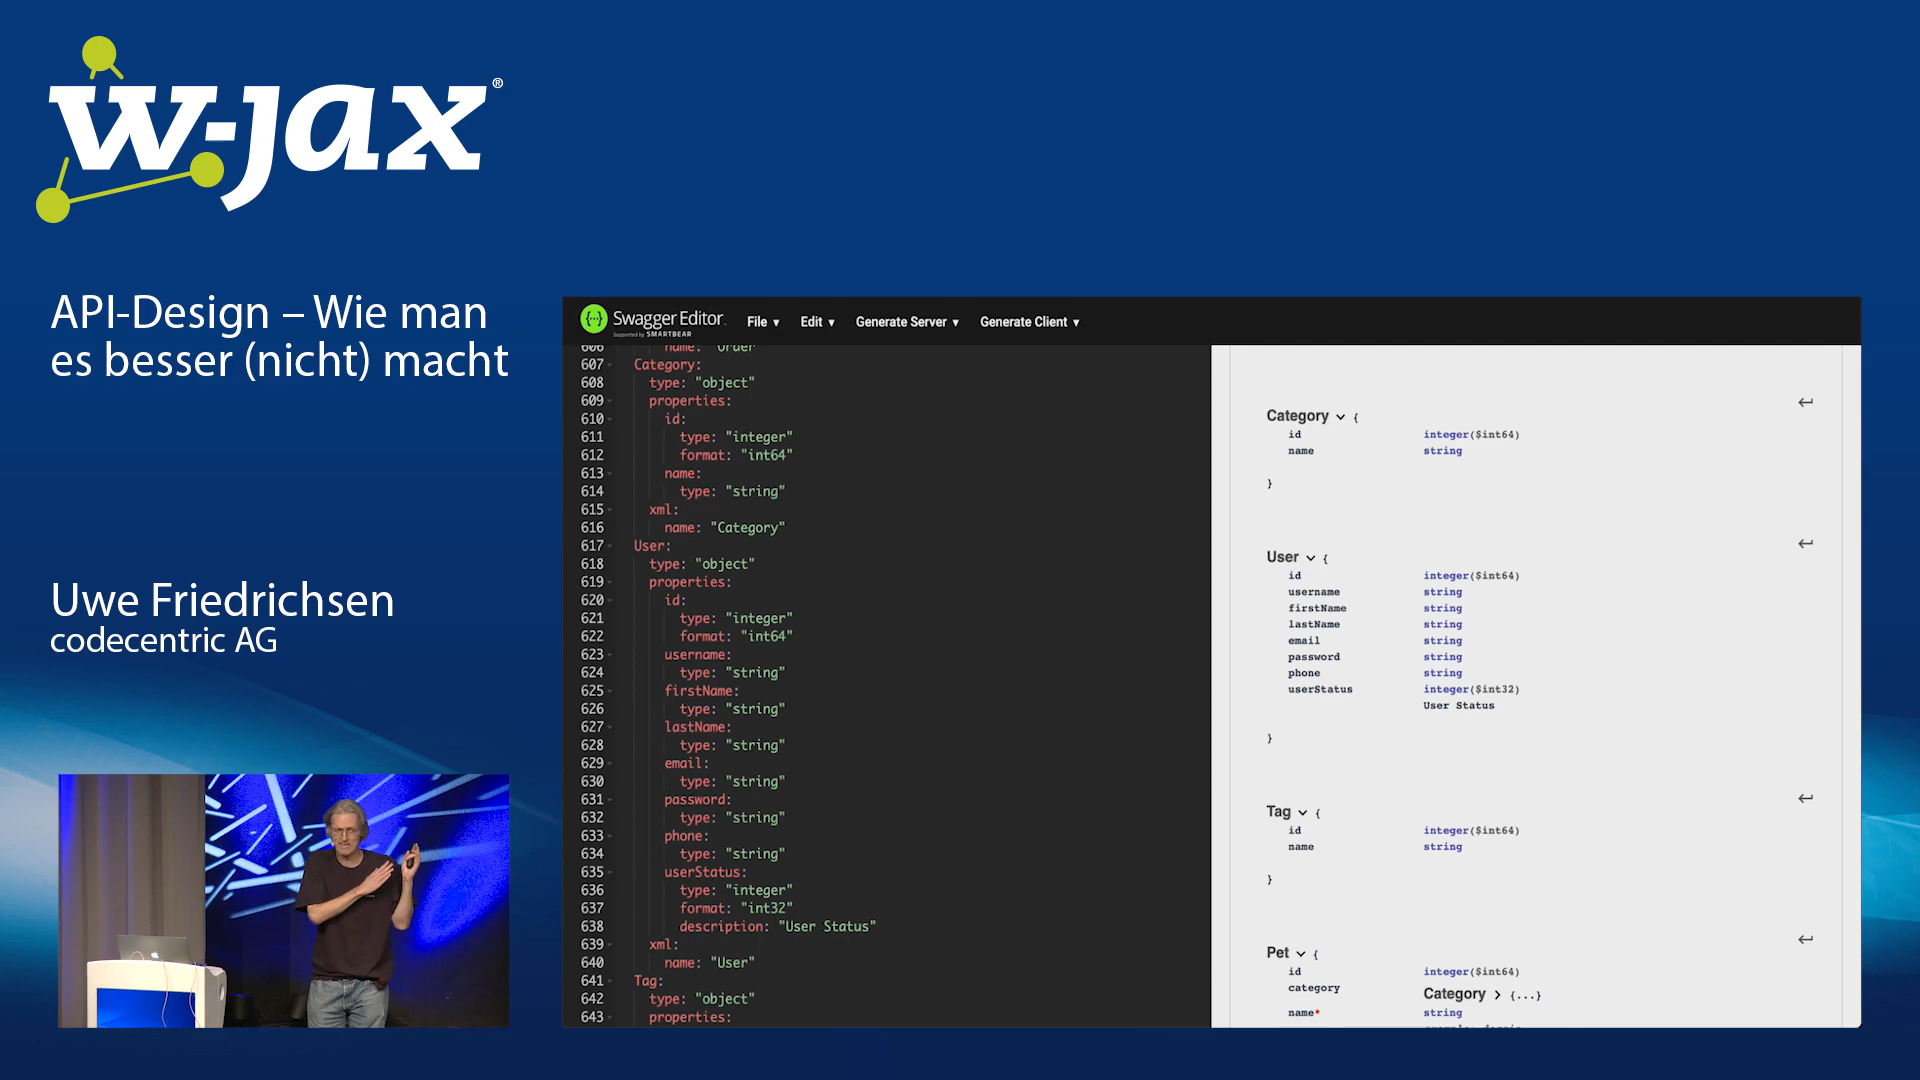 w-jax®
API-Design – Wie man
es besser (nicht) macht
Uwe Friedrichsen
codecentric AG
Swagger Editor
Supported by SMARTBEAR
File ▾ Edit ▾ Generate Server ▾ Generate Client ▾
606 name: "Order"
607 Category:
608 type: "object"
609 properties:
610 id:
611 type: "integer"
612 format: "int64"
613 name:
614 type: "string"
615 xml:
616 name: "Category"
617 User:
618 type: "object"
619 properties:
620 id:
621 type: "integer"
622 format: "int64"
623 username:
624 type: "string"
625 firstName:
626 type: "string"
627 lastName:
628 type: "string"
629 email:
630 type: "string"
631 password:
632 type: "string"
633 phone:
634 type: "string"
635 userStatus:
636 type: "integer"
637 format: "int32"
638 description: "User Status"
639 xml:
640 name: "User"
641 Tag:
642 type: "object"
643 properties:
Category {
id integer($int64)
name string
}
User {
id integer($int64)
username string
firstName string
lastName string
email string
password string
phone string
userStatus integer($int32)
User Status
}
Tag {
id integer($int64)
name string
}
Pet {
id integer($int64)
category Category > {...}
name* string